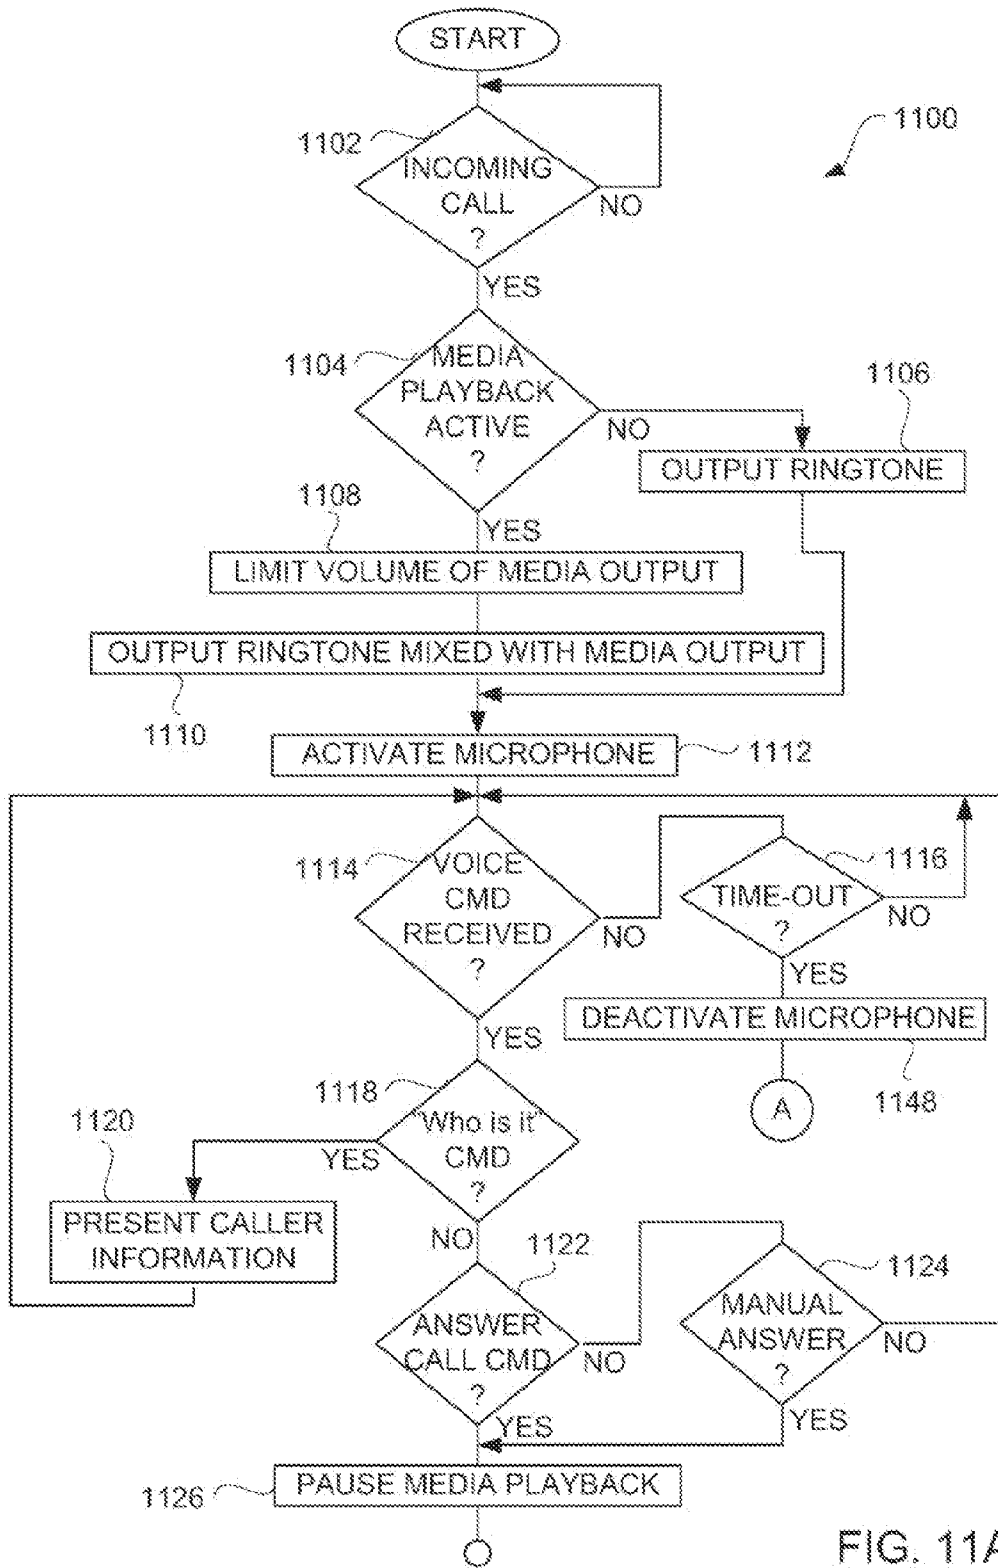 START
1100
1102
INCOMING
CALL
?
NO
YES
1104
MEDIA
PLAYBACK
ACTIVE
?
NO
1106
OUTPUT RINGTONE
YES
1108
LIMIT VOLUME OF MEDIA OUTPUT
OUTPUT RINGTONE MIXED WITH MEDIA OUTPUT
1110
ACTIVATE MICROPHONE
1112
1114
VOICE
CMD
RECEIVED
?
NO
1116
TIME-OUT
?
NO
YES
DEACTIVATE MICROPHONE
1148
A
YES
1118
"Who is it"
CMD
?
YES
1120
PRESENT CALLER
INFORMATION
NO
1122
ANSWER
CALL CMD
?
NO
1124
MANUAL
ANSWER
?
NO
YES
YES
1126
PAUSE MEDIA PLAYBACK
FIG. 11A